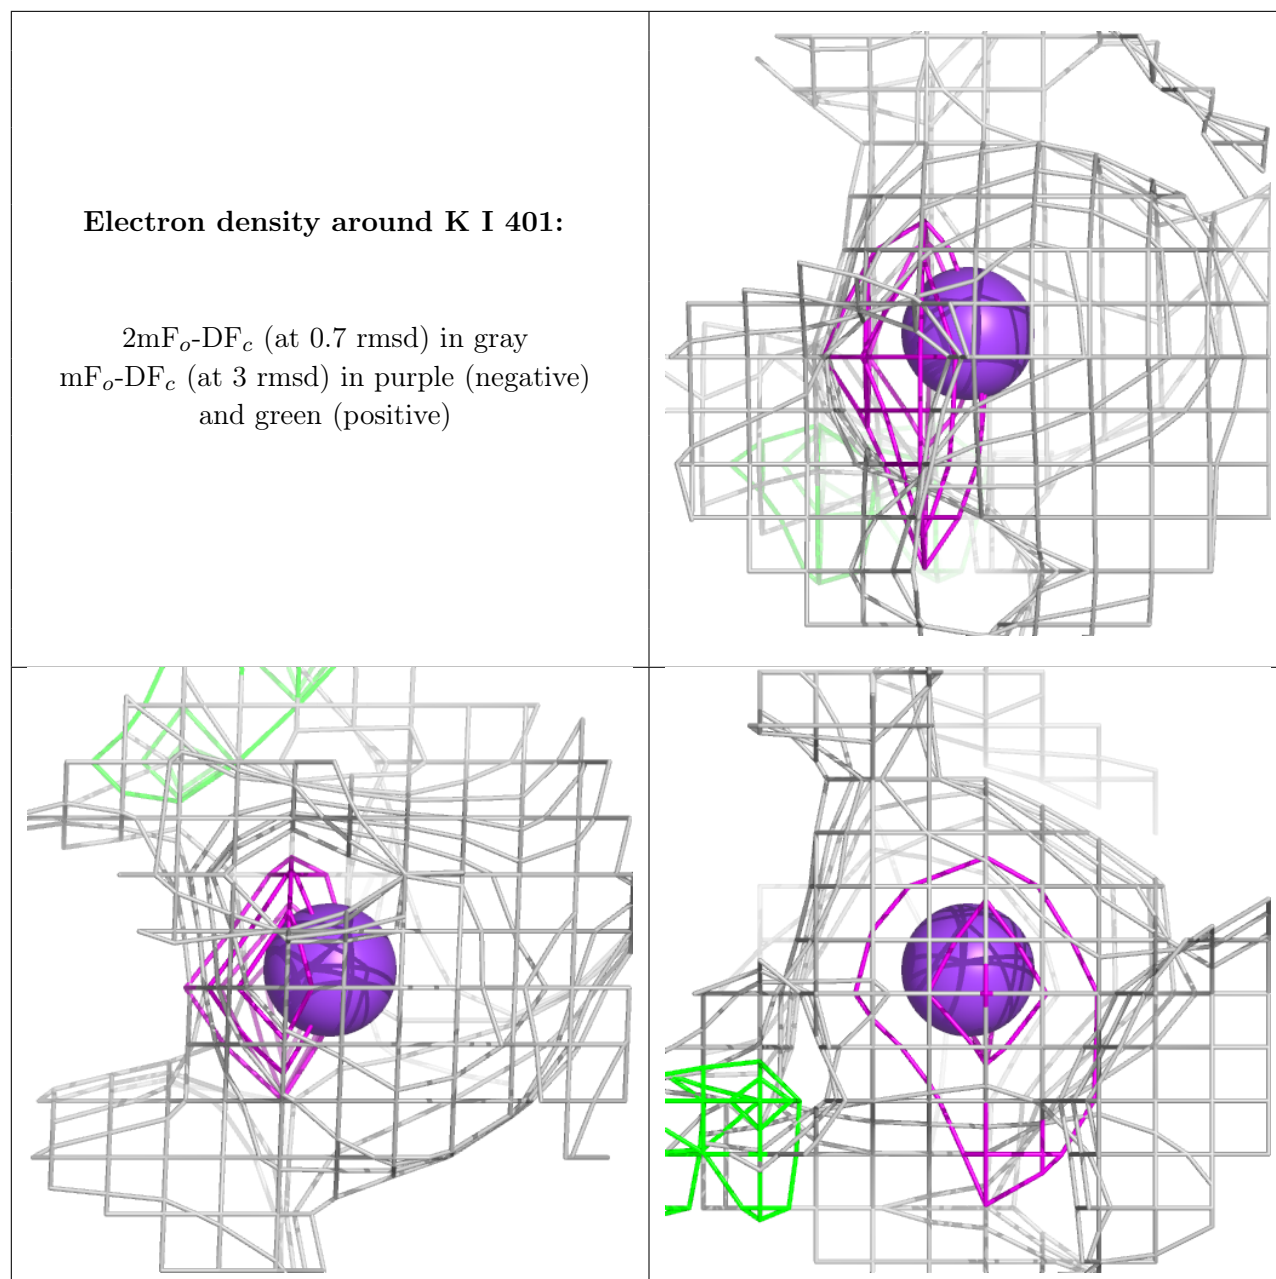 Electron density around K I 401:
2mFo-DFc (at 0.7 rmsd) in gray
mFo-DFc (at 3 rmsd) in purple (negative)
and green (positive)